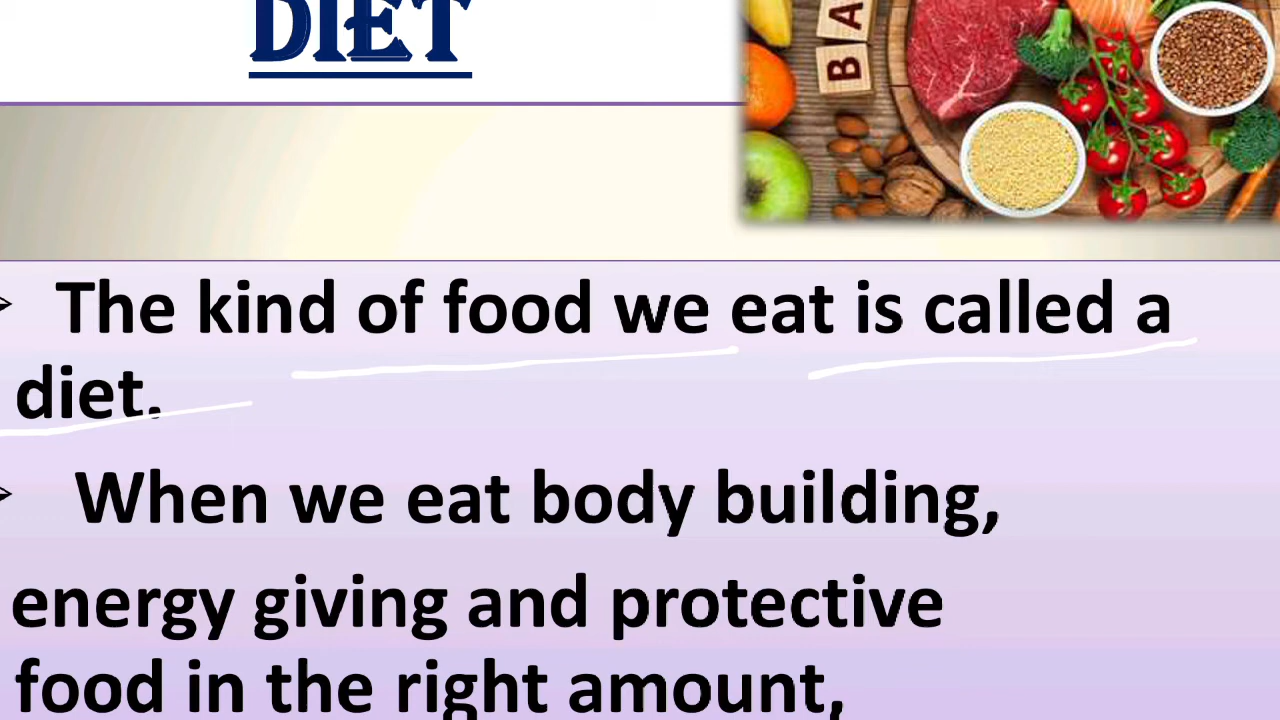 DIET
BA
The kind of food we eat is called a
diet.
When we eat body building,
energy giving and protective
food in the right amount,